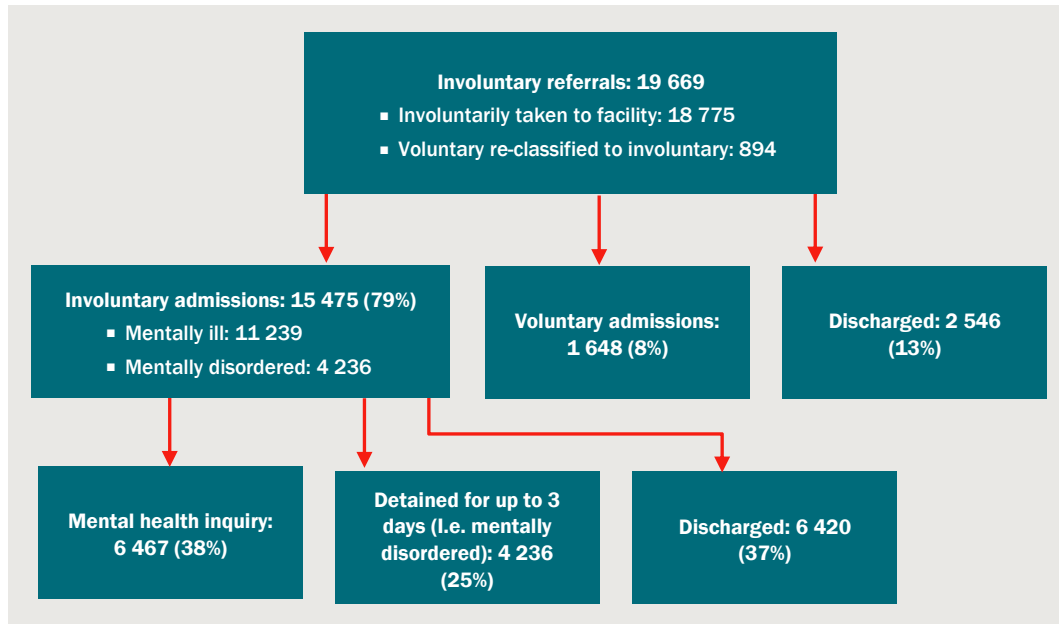 Involuntary referrals: 19 669
▪ Involuntarily taken to facility: 18 775
▪ Voluntary re-classified to involuntary: 894
Involuntary admissions: 15 475 (79%)
▪ Mentally ill: 11 239
▪ Mentally disordered: 4 236
Voluntary admissions:
1 648 (8%)
Discharged: 2 546
(13%)
Mental health inquiry:
6 467 (38%)
Detained for up to 3
days (I.e. mentally
disordered): 4 236
(25%)
Discharged: 6 420
(37%)